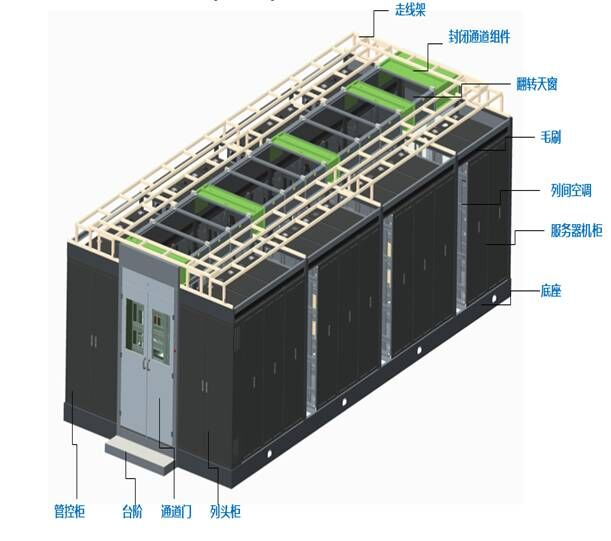 走线架
封闭通道组件
翻转天窗
毛刷
列间空调
服务器机柜
底座
管控柜
台阶
通道门
列头柜